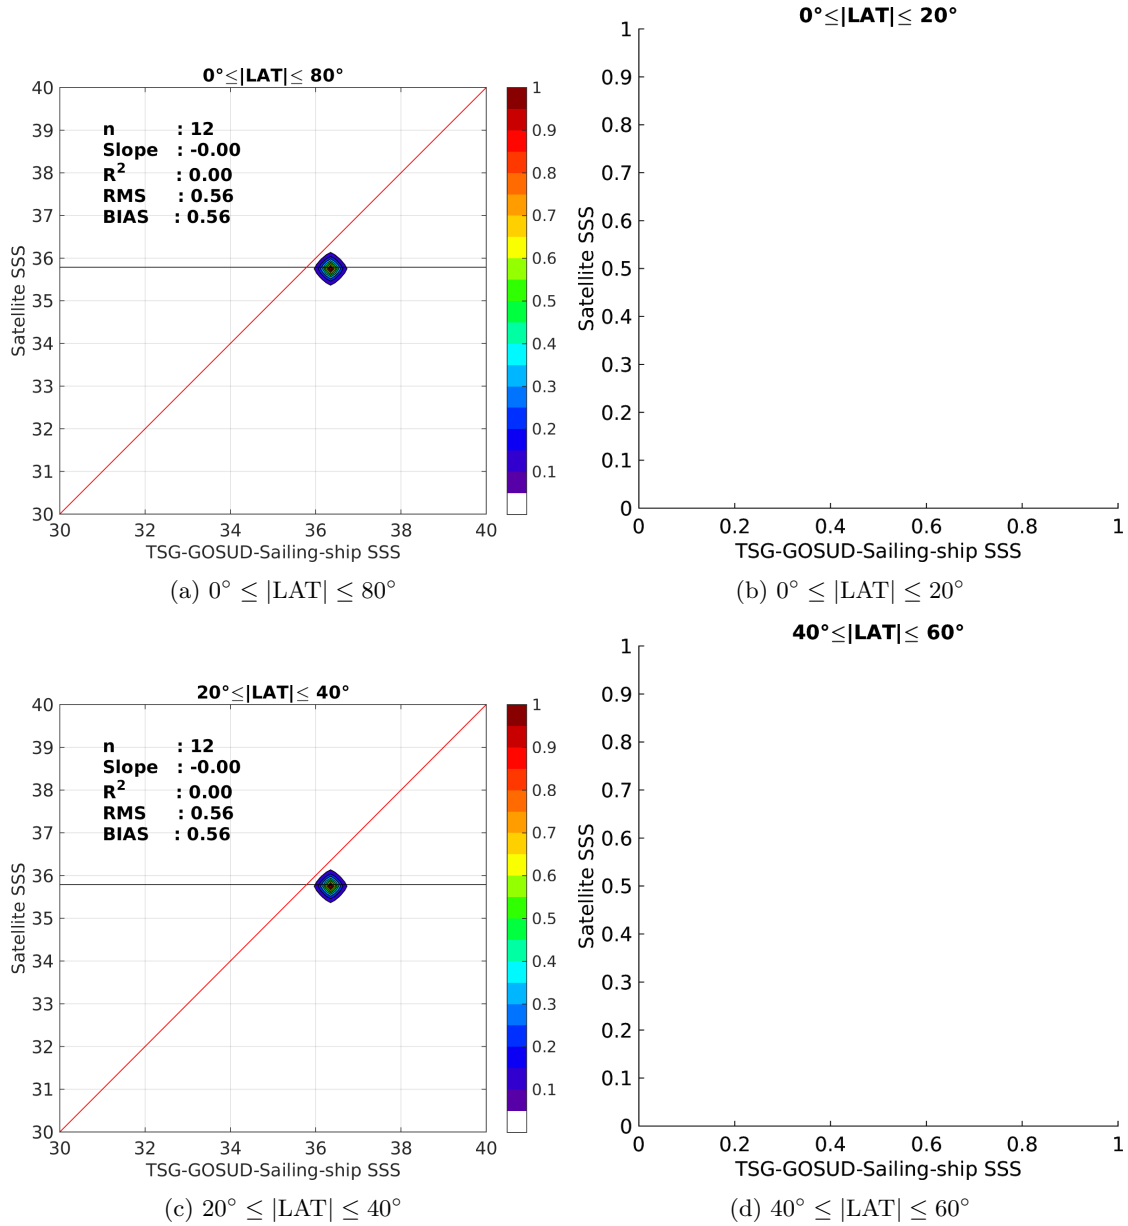 0°≤|LAT|≤ 80°
40
39
38
37
36
35
34
33
32
31
30
30 32 34 36 38 40
n : 12
Slope : -0.00
R² : 0.00
RMS : 0.56
BIAS : 0.56
Satellite SSS
TSG-GOSUD-Sailing-ship SSS
1
0.9
0.8
0.7
0.6
0.5
0.4
0.3
0.2
0.1
(a) 0° ≤ |LAT| ≤ 80°
0°≤|LAT|≤ 20°
1
0.9
0.8
0.7
0.6
0.5
0.4
0.3
0.2
0.1
0
0 0.2 0.4 0.6 0.8 1
Satellite SSS
TSG-GOSUD-Sailing-ship SSS
(b) 0° ≤ |LAT| ≤ 20°
20°≤|LAT|≤ 40°
40
39
38
37
36
35
34
33
32
31
30
30 32 34 36 38 40
n : 12
Slope : -0.00
R² : 0.00
RMS : 0.56
BIAS : 0.56
Satellite SSS
TSG-GOSUD-Sailing-ship SSS
1
0.9
0.8
0.7
0.6
0.5
0.4
0.3
0.2
0.1
(c) 20° ≤ |LAT| ≤ 40°
40°≤|LAT|≤ 60°
1
0.9
0.8
0.7
0.6
0.5
0.4
0.3
0.2
0.1
0
0 0.2 0.4 0.6 0.8 1
Satellite SSS
TSG-GOSUD-Sailing-ship SSS
(d) 40° ≤ |LAT| ≤ 60°